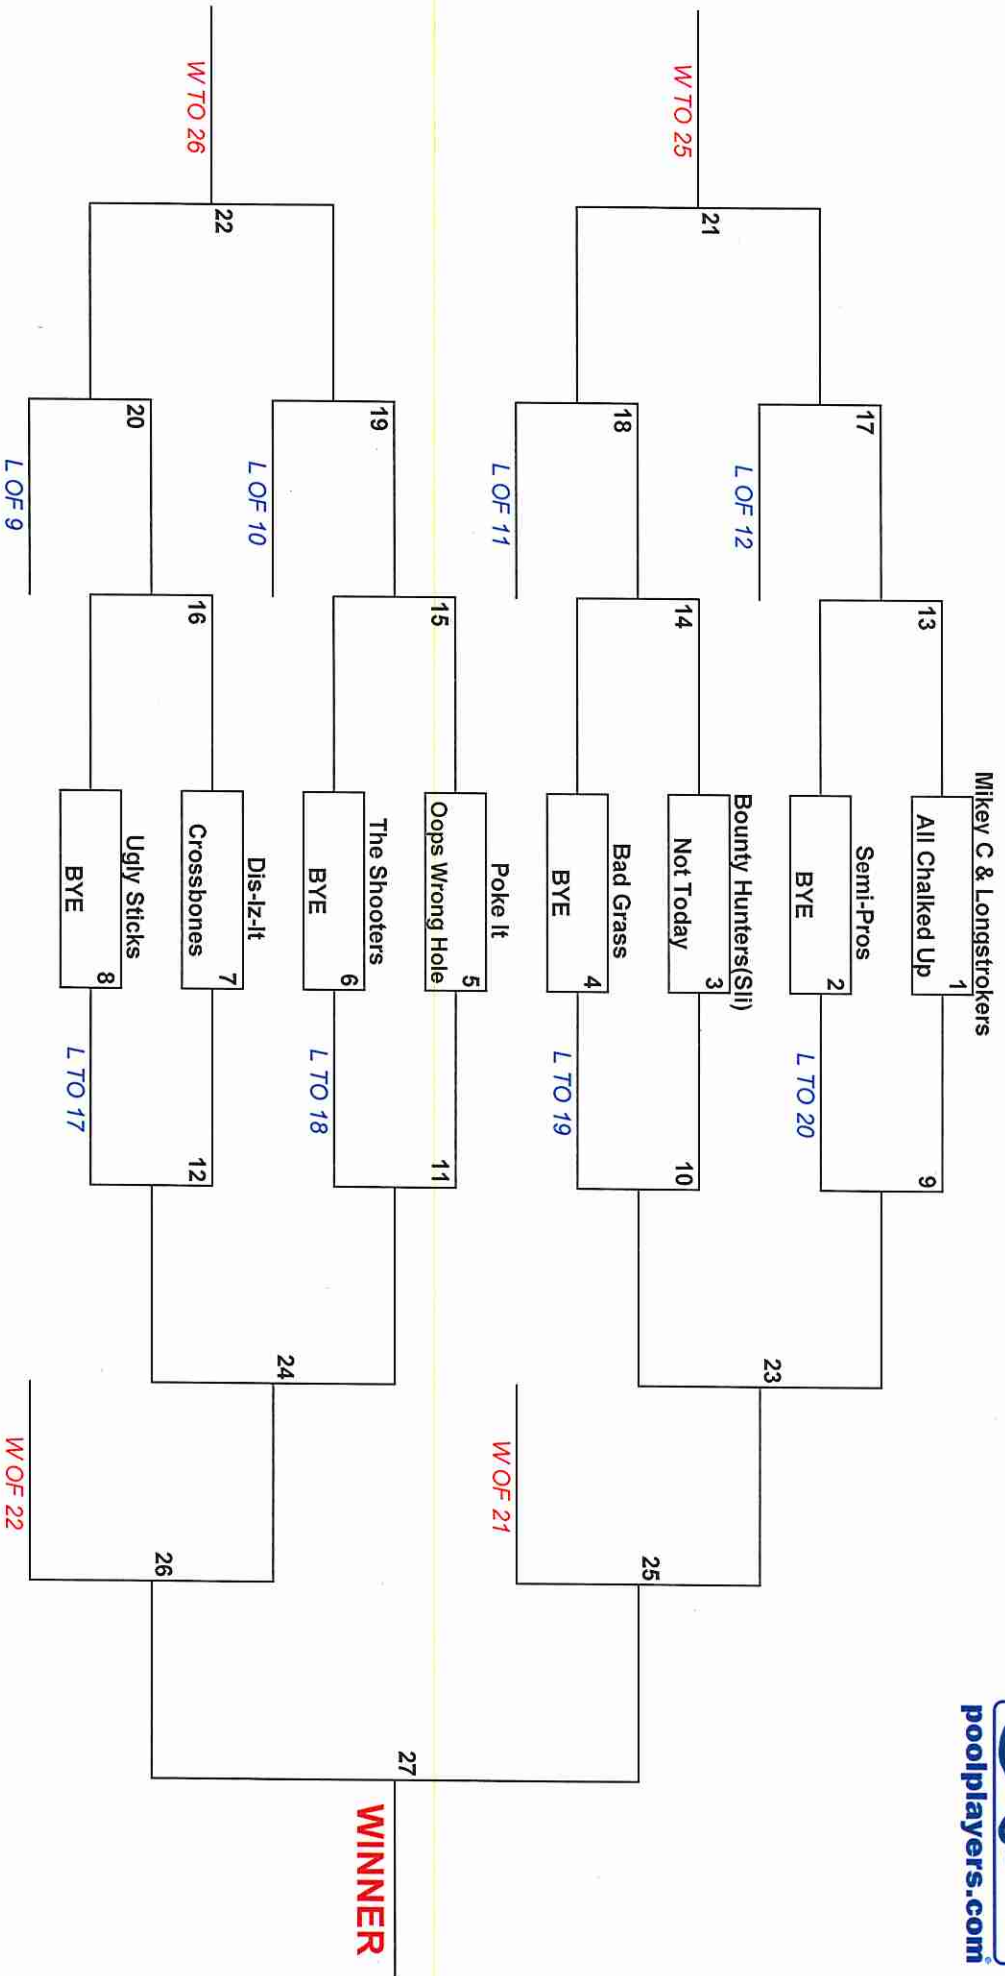 poolplayers.com
Mikey C & Longstrokers
All Chalked Up
1
Semi-Pros
BYE
2
Bounty Hunters(Sli)
Not Today
3
Bad Grass
BYE
4
Poke It
Oops Wrong Hole
5
The Shooters
BYE
6
Dis-Iz-It
Crossbones
7
Ugly Sticks
BYE
8
L TO 20
L TO 19
L TO 18
L TO 17
9
10
11
12
13
14
15
16
17
18
19
20
L OF 12
L OF 11
L OF 10
L OF 9
21
22
W TO 25
W TO 26
23
24
W OF 21
W OF 22
25
26
27
WINNER